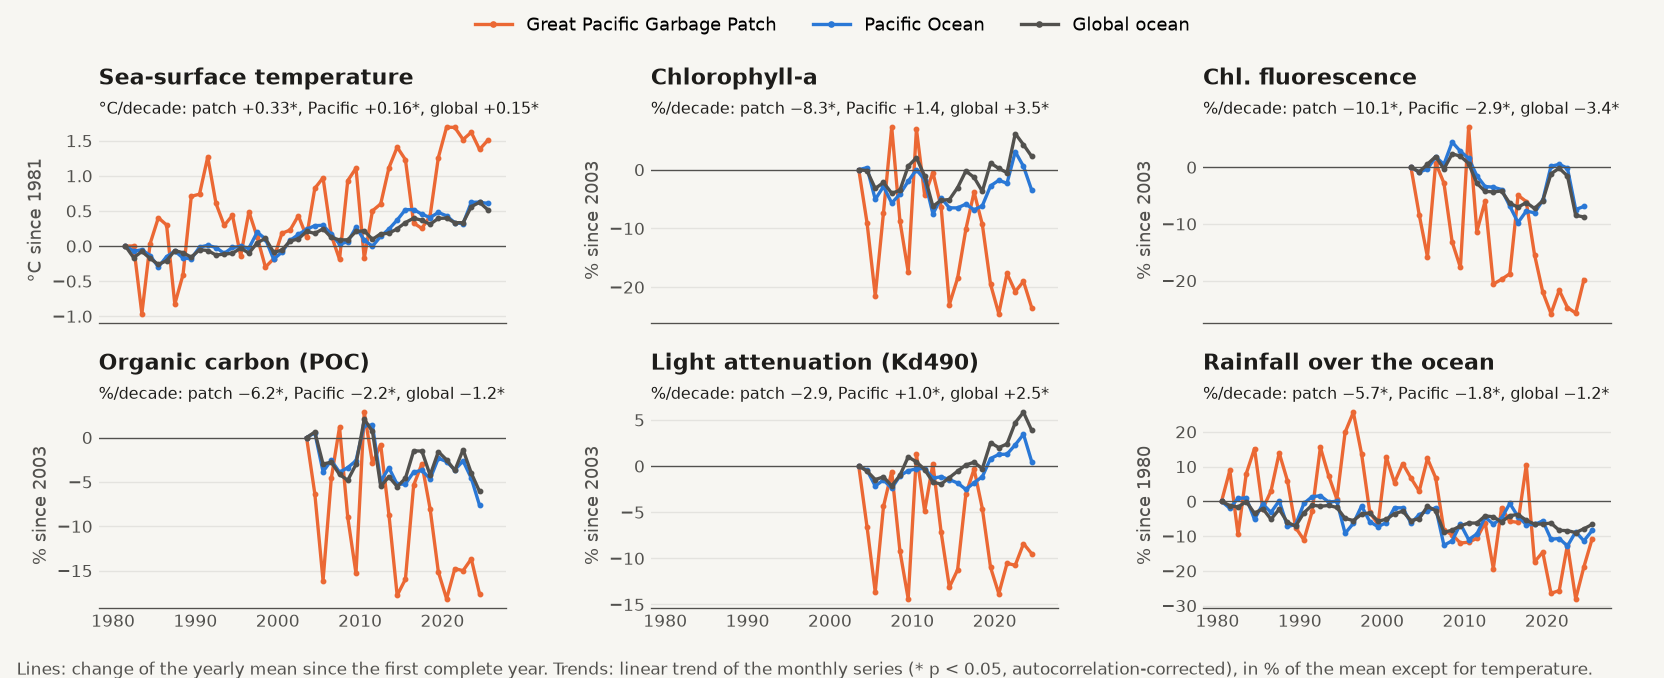 Great Pacific Garbage Patch
Pacific Ocean
Global ocean
Sea-surface temperature
°C/decade: patch +0.33*, Pacific +0.16*, global +0.15*
°C since 1981
1.5
1.0
0.5
0.0
−0.5
−1.0
Chlorophyll-a
%/decade: patch −8.3*, Pacific +1.4, global +3.5*
% since 2003
0
−10
−20
Chl. fluorescence
%/decade: patch −10.1*, Pacific −2.9*, global −3.4*
% since 2003
0
−10
−20
Organic carbon (POC)
%/decade: patch −6.2*, Pacific −2.2*, global −1.2*
% since 2003
0
−5
−10
−15
1980 1990 2000 2010 2020
Light attenuation (Kd490)
%/decade: patch −2.9, Pacific +1.0*, global +2.5*
% since 2003
5
0
−5
−10
−15
1980 1990 2000 2010 2020
Rainfall over the ocean
%/decade: patch −5.7*, Pacific −1.8*, global −1.2*
% since 1980
20
10
0
−10
−20
−30
1980 1990 2000 2010 2020
Lines: change of the yearly mean since the first complete year. Trends: linear trend of the monthly series (* p < 0.05, autocorrelation-corrected), in % of the mean except for temperature.